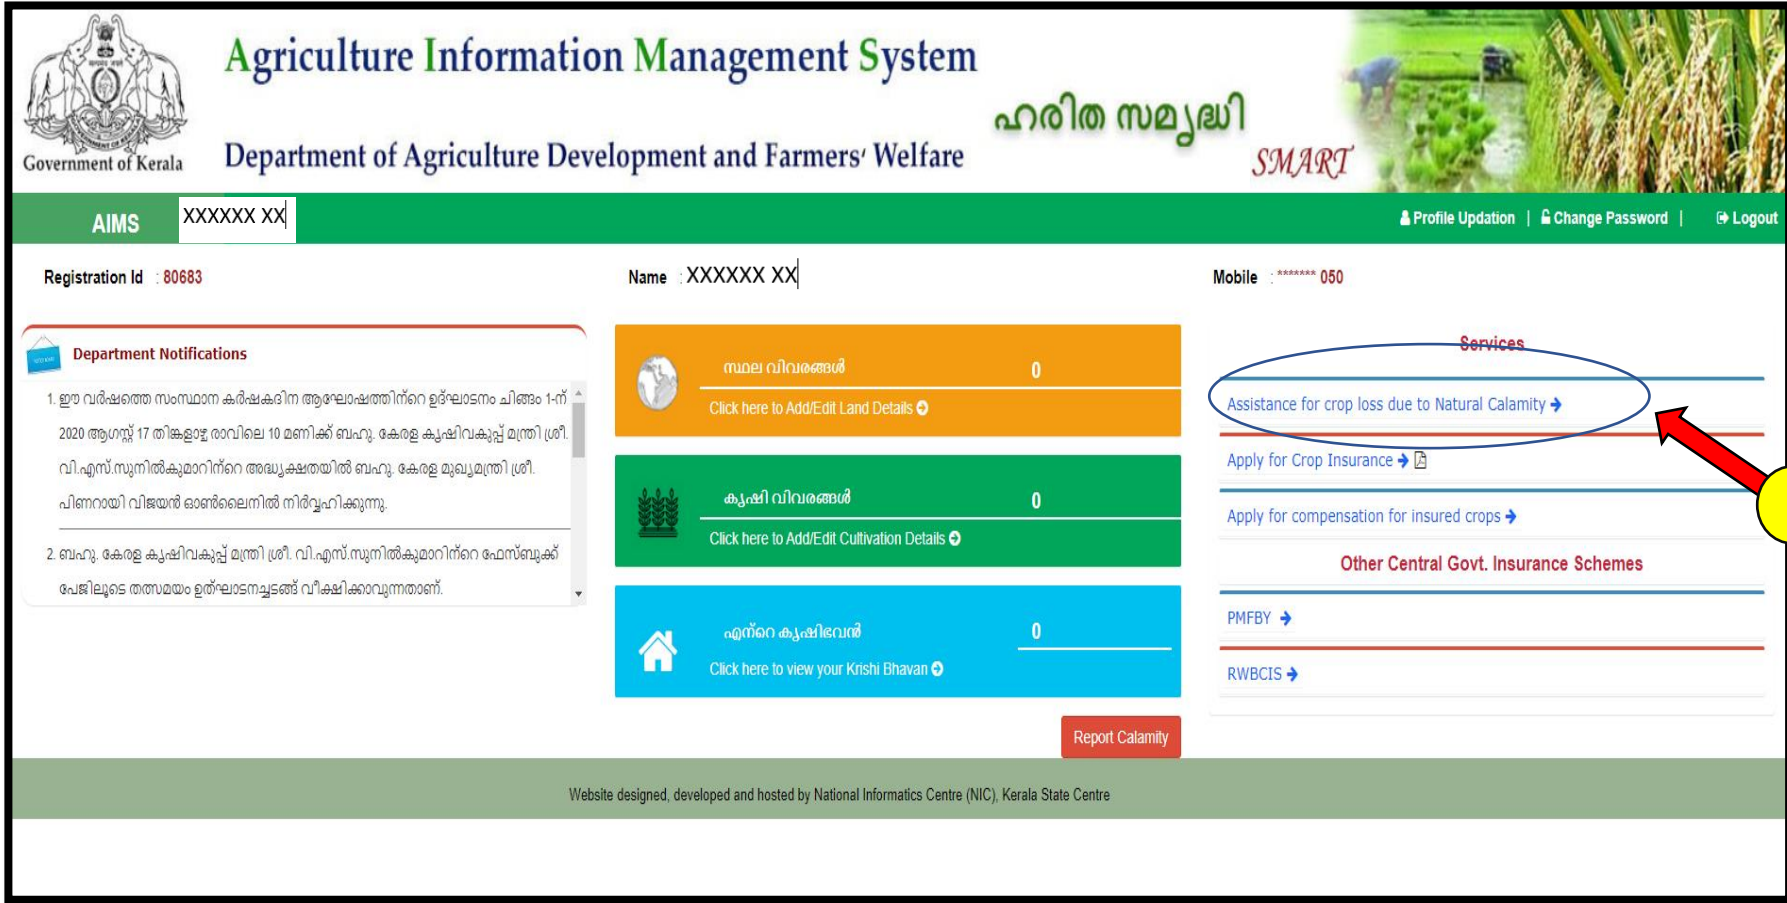 Agriculture Information Management System
ഹരിത സമൃദ്ധി
SMART
Department of Agriculture Development and Farmers' Welfare
Government of Kerala
AIMS XXXXXX XX
Profile Updation | Change Password | Logout
Registration Id : 80683
Name : XXXXXX XX
Mobile : ******* 050
Department Notifications
1. ഈ വർഷത്തെ സംസ്ഥാന കർഷകദിന ആഘോഷത്തിന്റെ ഉദ്ഘാടനം ചിങ്ങം 1-ന്
2020 ആഗസ്റ്റ് 17 തിങ്കളാഴ്ച രാവിലെ 10 മണിക്ക് ബഹു. കേരള കൃഷിവകുപ്പ് മന്ത്രി ശ്രീ.
വി.എസ്.സുനിൽകുമാറിന്റെ അദ്ധ്യക്ഷതയിൽ ബഹു. കേരള മുഖ്യമന്ത്രി ശ്രീ.
പിണറായി വിജയൻ ഓൺലൈനിൽ നിർവ്വഹിക്കുന്നു.
2. ബഹു. കേരള കൃഷിവകുപ്പ് മന്ത്രി ശ്രീ. വി.എസ്.സുനിൽകുമാറിന്റെ ഫേസ്ബുക്ക്
പേജിലൂടെ തത്സമയം ഉത്ഘാടനച്ചടങ്ങ് വീക്ഷിക്കാവുന്നതാണ്.
സ്ഥല വിവരങ്ങൾ 0
Click here to Add/Edit Land Details
കൃഷി വിവരങ്ങൾ 0
Click here to Add/Edit Cultivation Details
എന്റെ കൃഷിഭവൻ 0
Click here to view your Krishi Bhavan
Report Calamity
Services
Assistance for crop loss due to Natural Calamity
Apply for Crop Insurance
Apply for compensation for insured crops
Other Central Govt. Insurance Schemes
PMFBY
RWBCIS
Website designed, developed and hosted by National Informatics Centre (NIC), Kerala State Centre